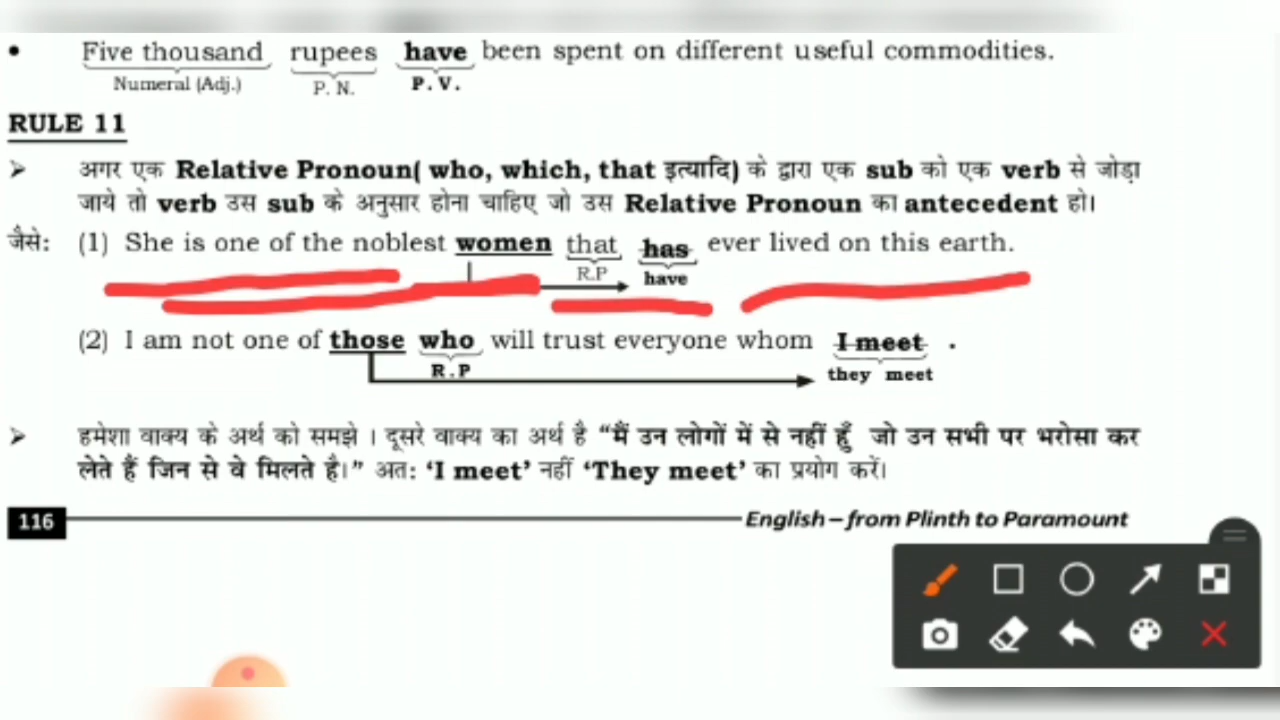 • Five thousand rupees have been spent on different useful commodities.
Numeral (Adj.) P. N. P. V.
RULE 11
➢ अगर एक Relative Pronoun( who, which, that इत्यादि) के द्वारा एक sub को एक verb से जोड़ा
जाये तो verb उस sub के अनुसार होना चाहिए जो उस Relative Pronoun का antecedent हो।
जैसे: (1) She is one of the noblest women that has ever lived on this earth.
R.P have
(2) I am not one of those who will trust everyone whom I meet .
R.P they meet
➢ हमेशा वाक्य के अर्थ को समझे । दूसरे वाक्य का अर्थ है “मैं उन लोगों में से नहीं हूँ जो उन सभी पर भरोसा कर
लेते हैं जिन से वे मिलते है।” अत: ‘I meet’ नहीं ‘They meet’ का प्रयोग करें।
116 English – from Plinth to Paramount